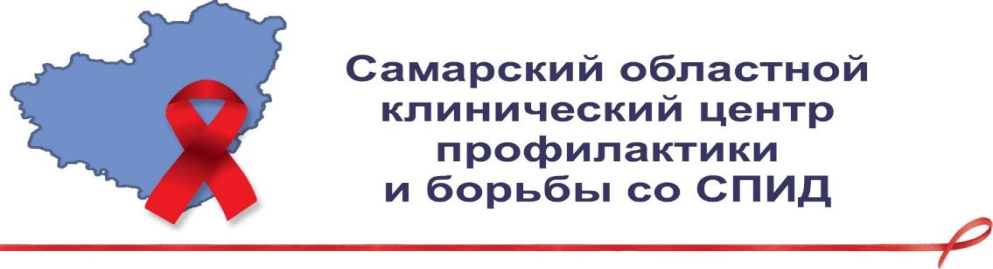 Самарский областной
клинический центр
профилактики
и борьбы со СПИД